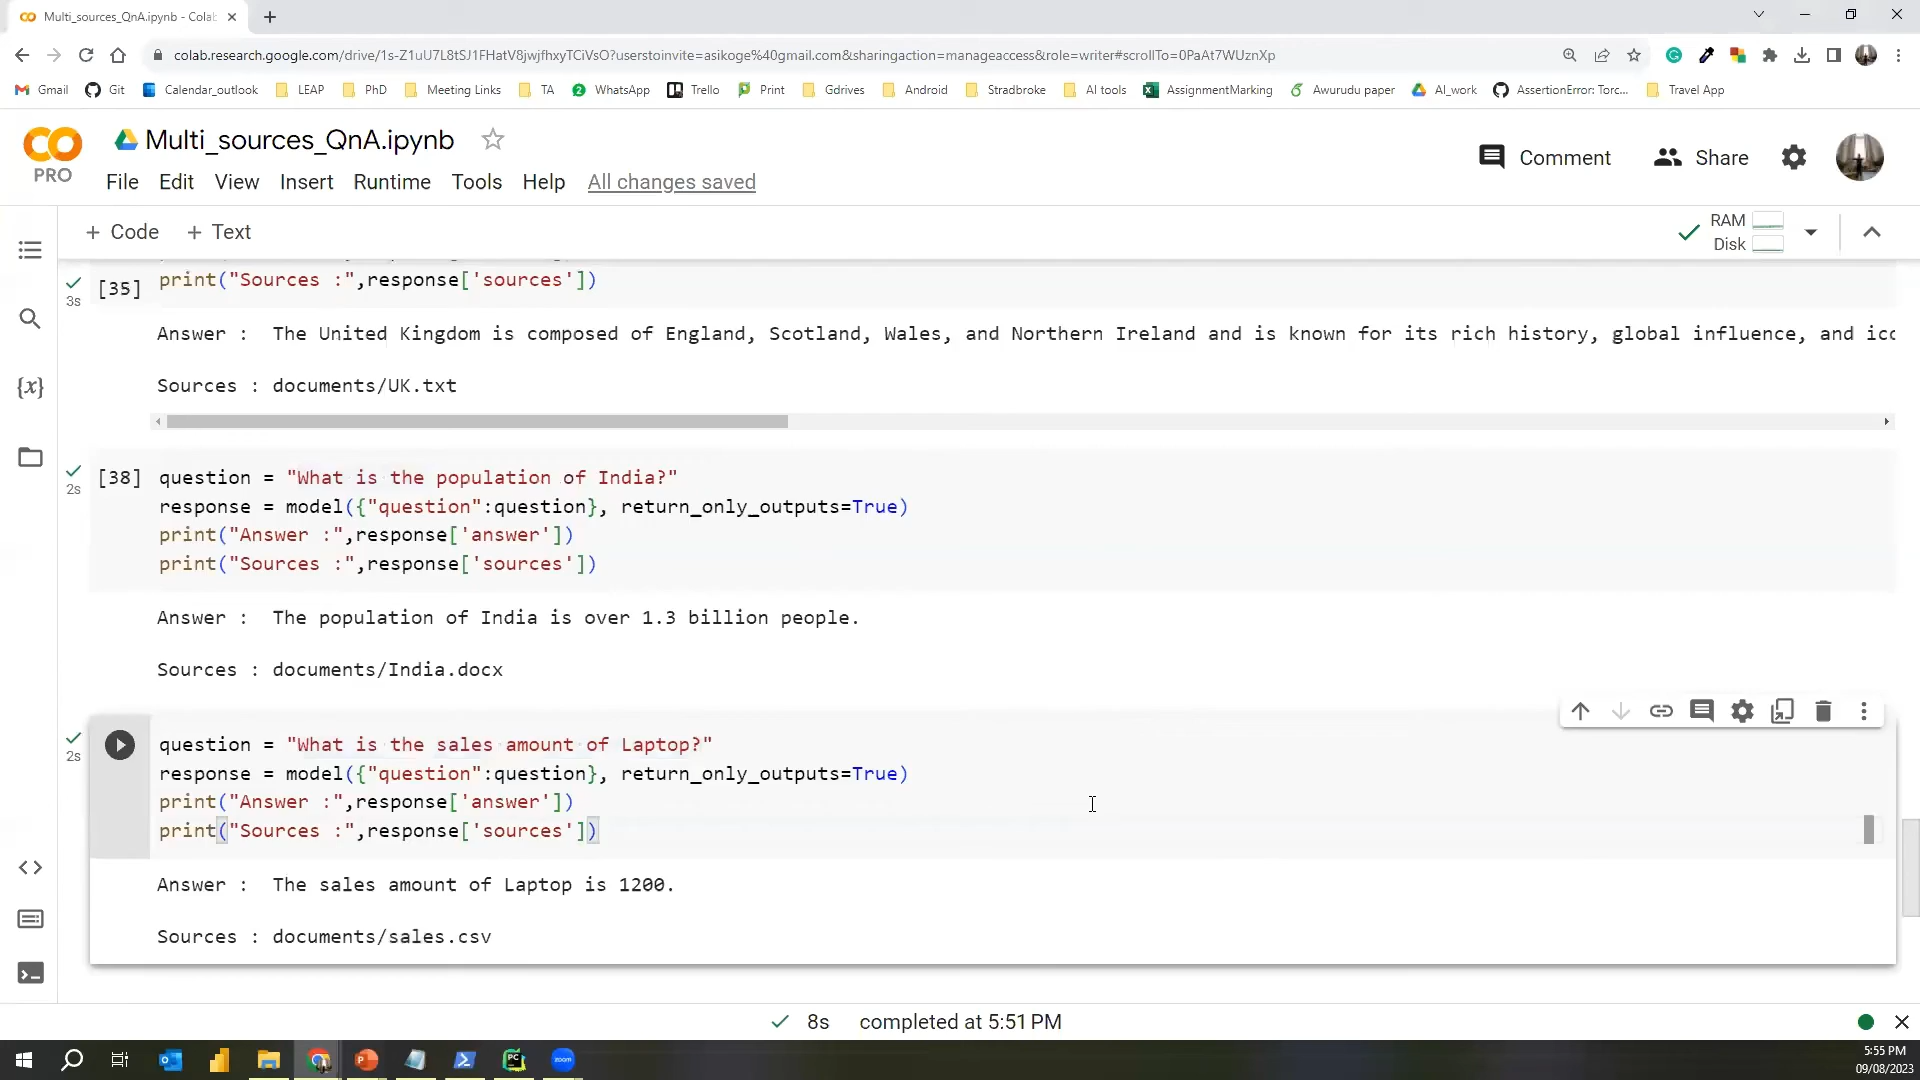 Multi_sources_QnA.ipynb - Colab
colab.research.google.com/drive/1s-Z1uU7L8tSJ1FHatV8jwjfhxyTCiVsO?userstoinvite=asikoge%40gmail.com&sharingaction=manageaccess&role=writer#scrollTo=0PaAt7WUznXp
Gmail Git Calendar_outlook LEAP PhD Meeting Links TA WhatsApp Trello Print Gdrives Android Stradbroke AI tools AssignmentMarking Awurudu paper AI_work AssertionError: Torc... Travel App
Multi_sources_QnA.ipynb
PRO
Comment Share
File Edit View Insert Runtime Tools Help All changes saved
+ Code + Text
RAM
Disk
[35] print("Sources :",response['sources'])
3s
Answer :  The United Kingdom is composed of England, Scotland, Wales, and Northern Ireland and is known for its rich history, global influence, and icc
Sources : documents/UK.txt
[38] question = "What is the population of India?"
2s
response = model({"question":question}, return_only_outputs=True)
print("Answer :",response['answer'])
print("Sources :",response['sources'])
Answer :  The population of India is over 1.3 billion people.
Sources : documents/India.docx
question = "What is the sales amount of Laptop?"
2s
response = model({"question":question}, return_only_outputs=True)
print("Answer :",response['answer'])
print("Sources :",response['sources'])
Answer :  The sales amount of Laptop is 1200.
Sources : documents/sales.csv
8s completed at 5:51 PM
5:55 PM
09/08/2023